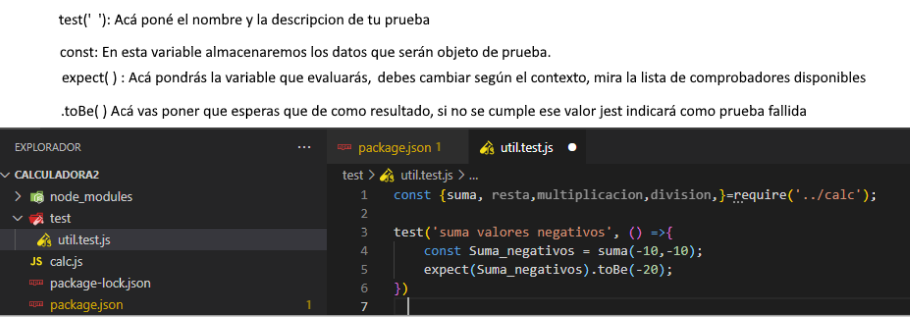 test(' '): Acá poné el nombre y la descripcion de tu prueba
const: En esta variable almacenaremos los datos que serán objeto de prueba.
expect( ) : Acá pondrás la variable que evaluarás, debes cambiar según el contexto, mira la lista de comprobadores disponibles
.toBe( ) Acá vas poner que esperas que de como resultado, si no se cumple ese valor jest indicará como prueba fallida
EXPLORADOR ...
CALCULADORA2
node_modules
test
util.test.js
JS calc.js
package-lock.json
package.json 1
package.json 1 util.test.js
test > util.test.js > ...
1 const {suma, resta,multiplicacion,division,}=require('../calc');
2
3 test('suma valores negativos', () =>{
4 const Suma_negativos = suma(-10,-10);
5 expect(Suma_negativos).toBe(-20);
6 })
7